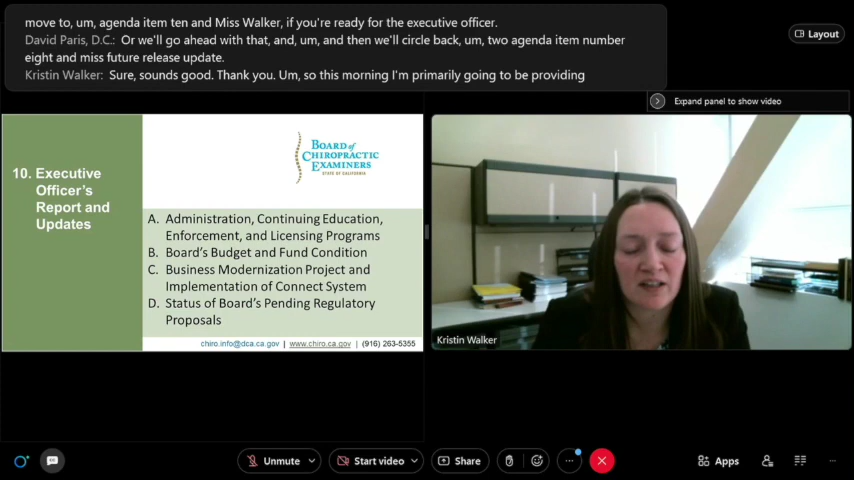 move to, um, agenda item ten and Miss Walker, if you're ready for the executive officer.
David Paris, D.C.: Or we'll go ahead with that, and, um, and then we'll circle back, um, two agenda item number
eight and miss future release update.
Kristin Walker: Sure, sounds good. Thank you. Um, so this morning I'm primarily going to be providing
Layout
Expand panel to show video
10. Executive
Officer's
Report and
Updates
BOARD of
CHIROPRACTIC
EXAMINERS
STATE OF CALIFORNIA
A. Administration, Continuing Education,
Enforcement, and Licensing Programs
B. Board's Budget and Fund Condition
C. Business Modernization Project and
Implementation of Connect System
D. Status of Board's Pending Regulatory
Proposals
chiro.info@dca.ca.gov | www.chiro.ca.gov | (916) 263-5355
Kristin Walker
Unmute
Start video
Share
Apps